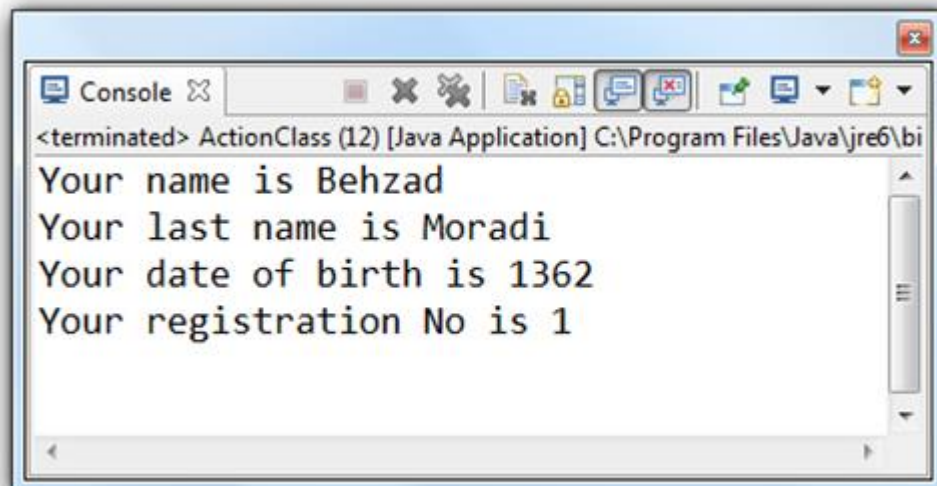 Console
<terminated> ActionClass (12) [Java Application] C:\Program Files\Java\jre6\bi
Your name is Behzad
Your last name is Moradi
Your date of birth is 1362
Your registration No is 1